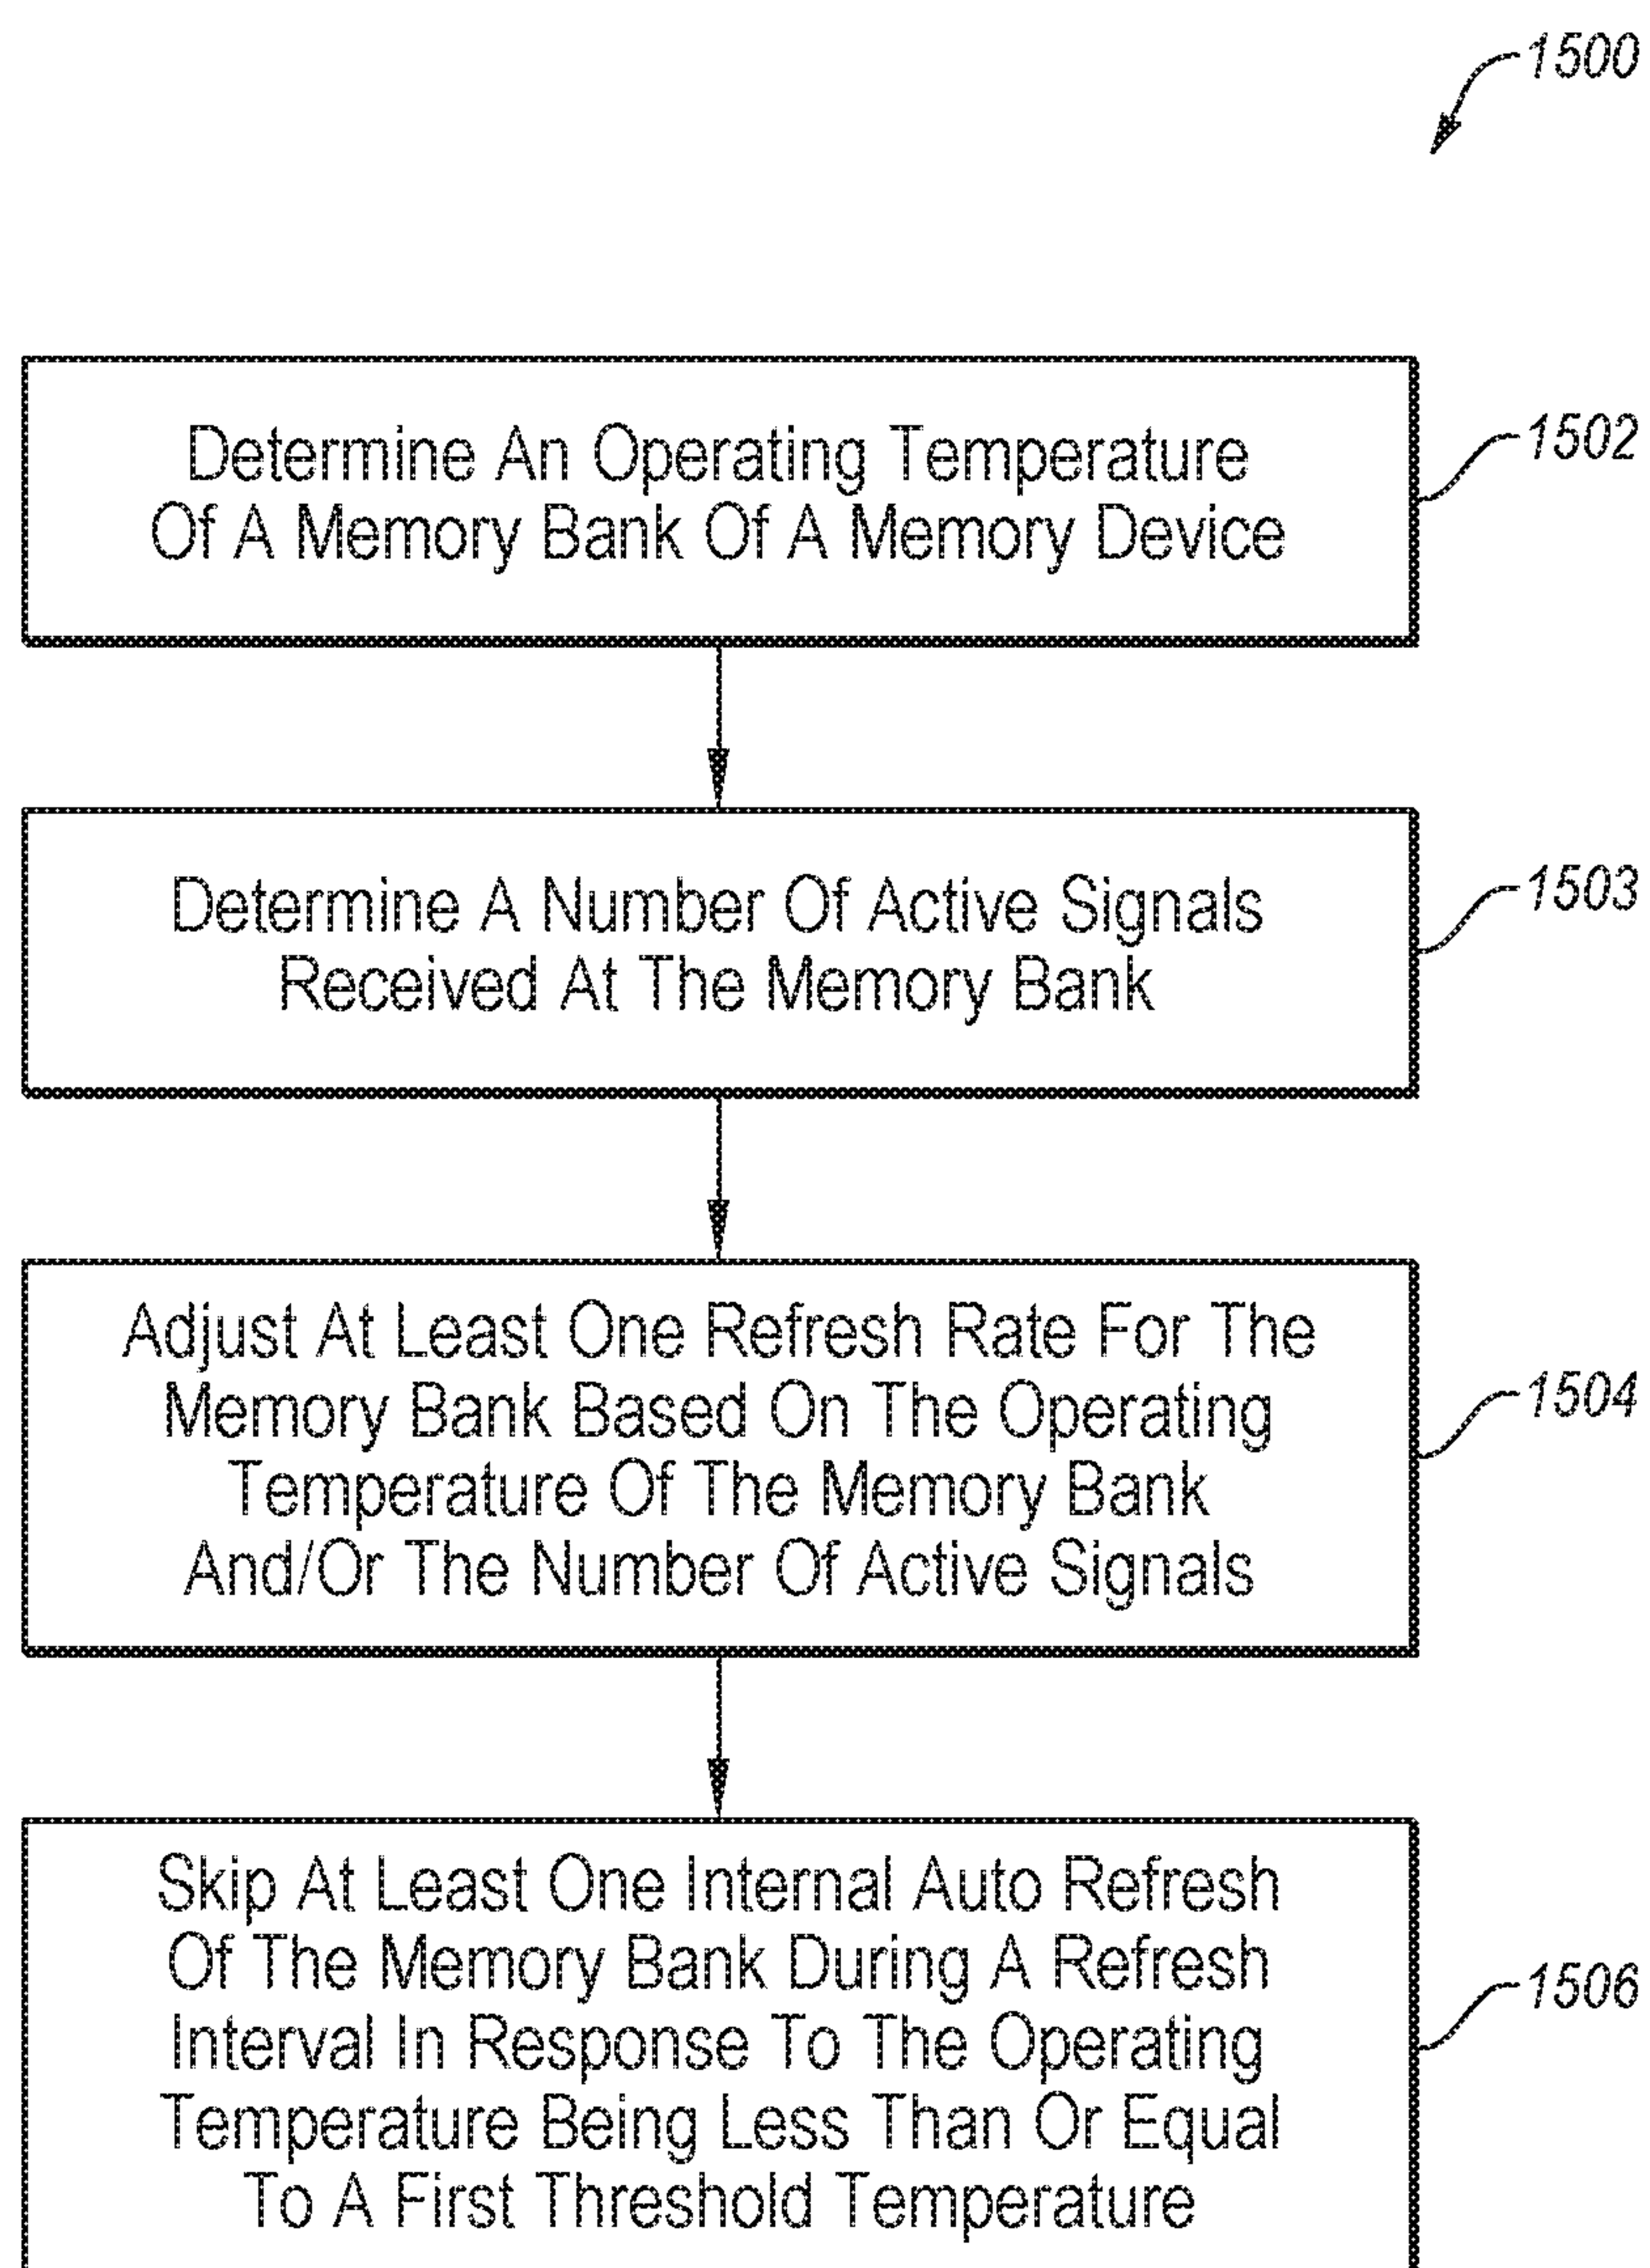 1500
Determine An Operating Temperature
Of A Memory Bank Of A Memory Device
1502
Determine A Number Of Active Signals
Received At The Memory Bank
1503
Adjust At Least One Refresh Rate For The
Memory Bank Based On The Operating
Temperature Of The Memory Bank
And/Or The Number Of Active Signals
1504
Skip At Least One Internal Auto Refresh
Of The Memory Bank During A Refresh
Interval In Response To The Operating
Temperature Being Less Than Or Equal
To A First Threshold Temperature
1506